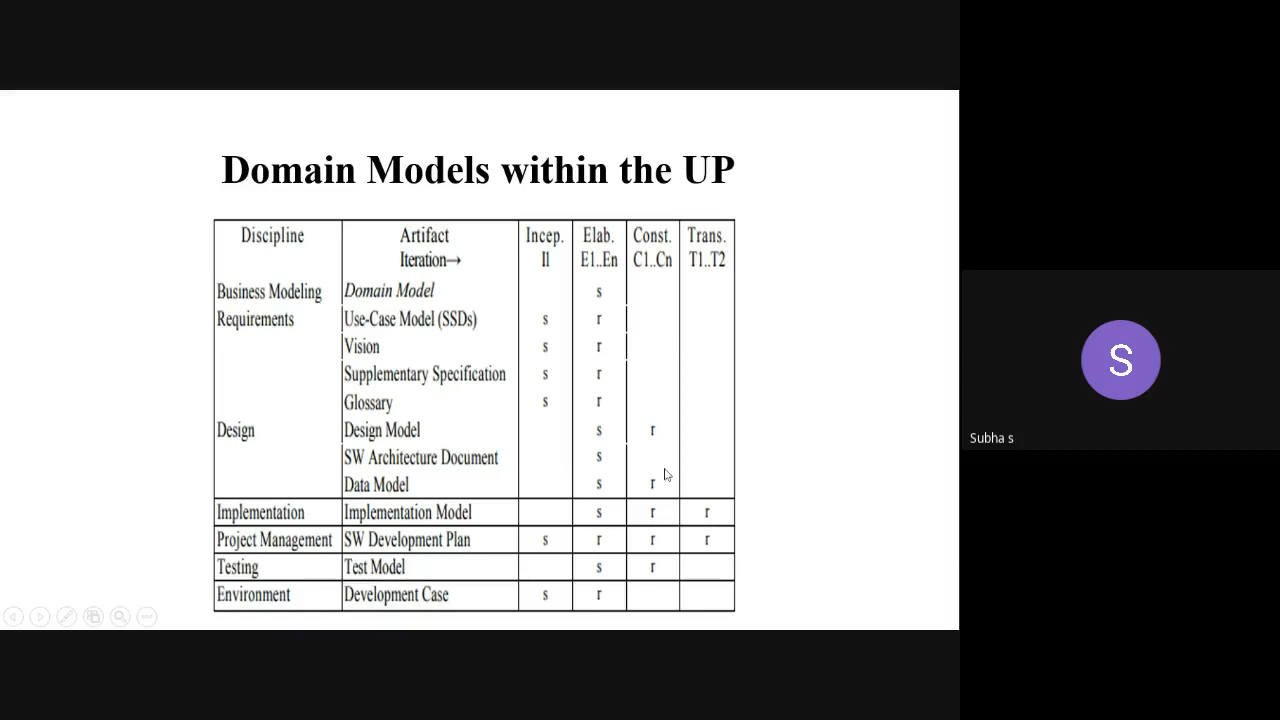 Domain Models within the UP
Discipline Artifact Incep. Elab. Const. Trans.
Iteration→ I1 E1..En C1..Cn T1..T2
Business Modeling Domain Model s
Requirements Use-Case Model (SSDs) s r
Vision s r
Supplementary Specification s r
Glossary s r
Design Design Model s r
SW Architecture Document s
Data Model s r
Implementation Implementation Model s r r
Project Management SW Development Plan s r r r
Testing Test Model s r
Environment Development Case s r
S
Subha s